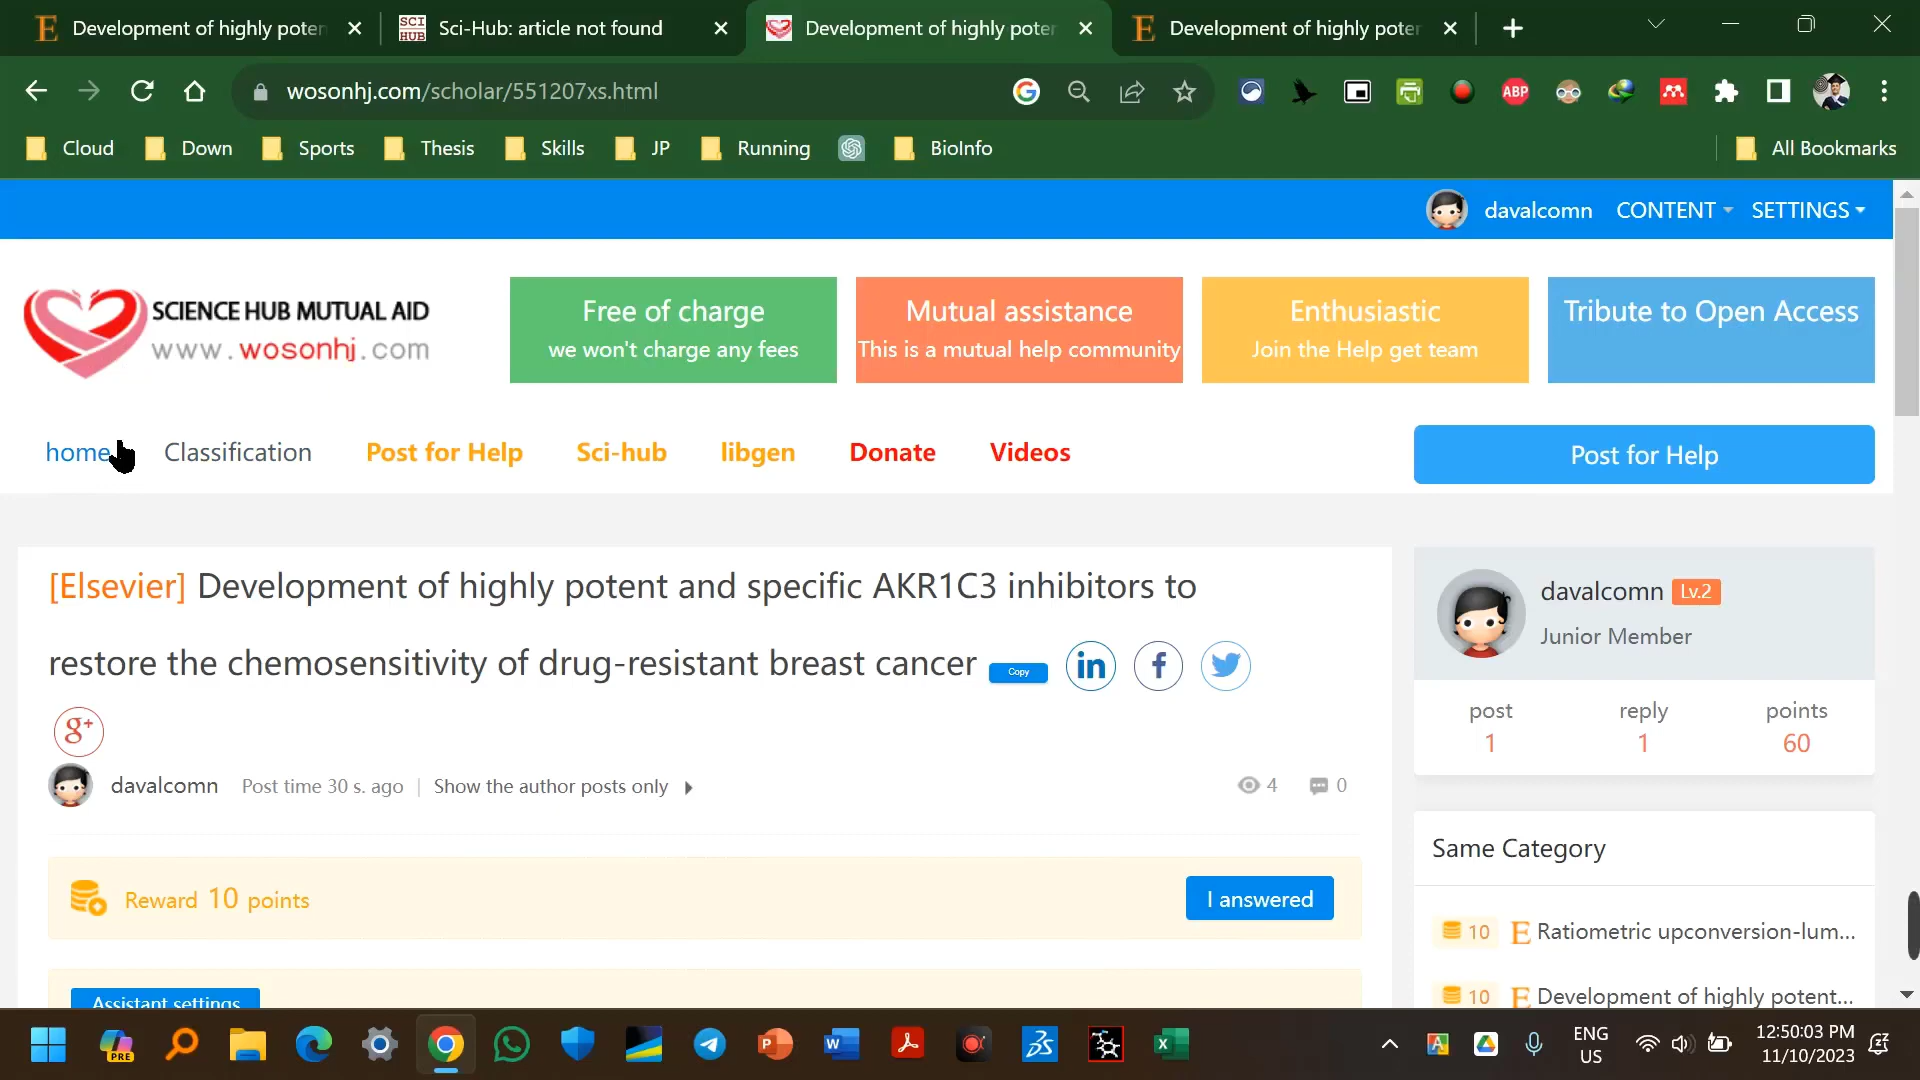 Development of highly poten
Sci-Hub: article not found
Development of highly poter
Development of highly poter
wosonhj.com/scholar/551207xs.html
ABP
Cloud
Down
Sports
Thesis
Skills
JP
Running
BioInfo
All Bookmarks
davalcomn
CONTENT
SETTINGS
SCIENCE HUB MUTUAL AID
www.wosonhj.com
Free of charge
we won't charge any fees
Mutual assistance
This is a mutual help community
Enthusiastic
Join the Help get team
Tribute to Open Access
home
Classification
Post for Help
Sci-hub
libgen
Donate
Videos
Post for Help
[Elsevier] Development of highly potent and specific AKR1C3 inhibitors to
restore the chemosensitivity of drug-resistant breast cancer
Copy
in
f
g+
davalcomn
Post time 30 s. ago
Show the author posts only
4
0
Reward 10 points
I answered
Assistant settings
davalcomn
Lv.2
Junior Member
post
reply
points
1
1
60
Same Category
10
E
Ratiometric upconversion-lum...
10
E
Development of highly potent...
PRE
ENG
US
12:50:03 PM
11/10/2023